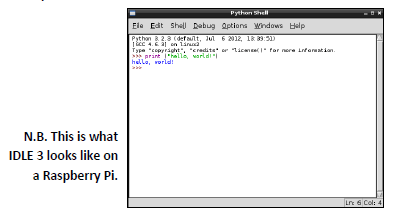 Python Shell
File Edit Shell Debug Options Windows Help
Python 3.2.3 (default, Jul 6 2012, 13:39:51)
[GCC 4.6.3] on linux2
Type "copyright", "credits" or "license()" for more information.
>>> print ("hello, world!")
hello, world!
>>>
N.B. This is what
IDLE 3 looks like on
a Raspberry Pi.
Ln: 6 Col: 4